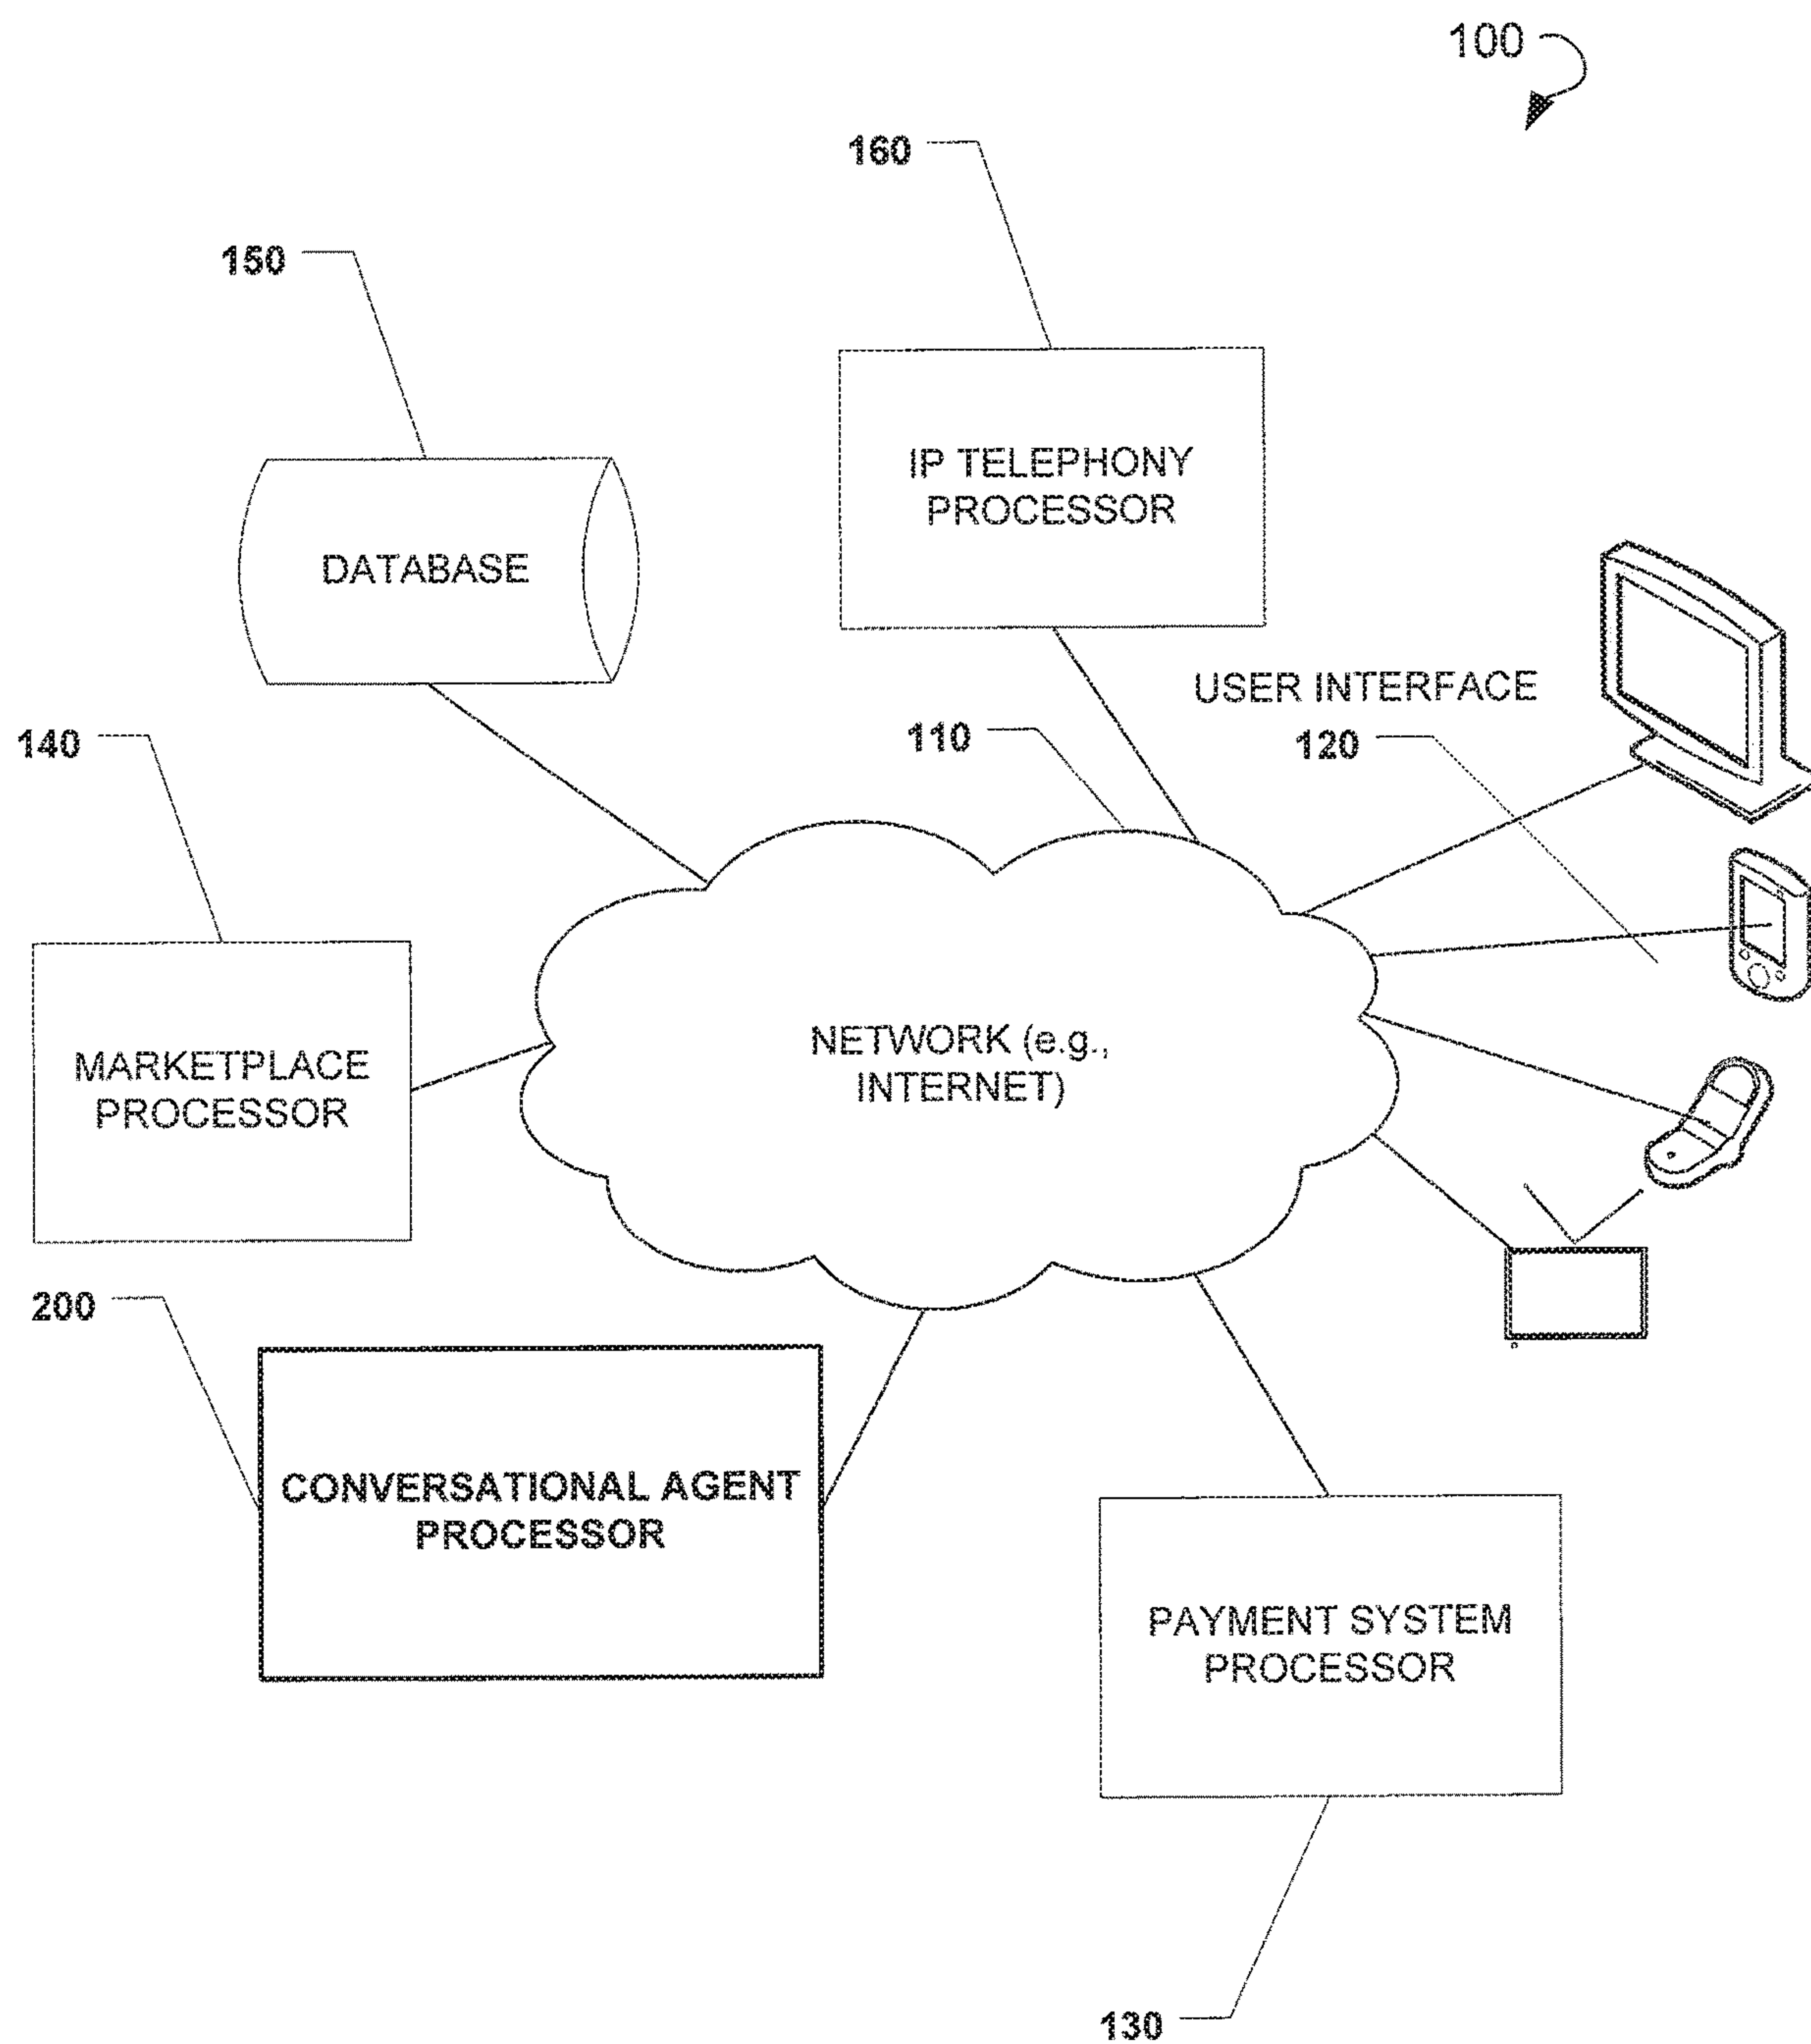 100
160
150
IP TELEPHONY
PROCESSOR
DATABASE
USER INTERFACE
140
110
120
NETWORK (e.g.,
INTERNET)
MARKETPLACE
PROCESSOR
200
CONVERSATIONAL AGENT
PROCESSOR
PAYMENT SYSTEM
PROCESSOR
130